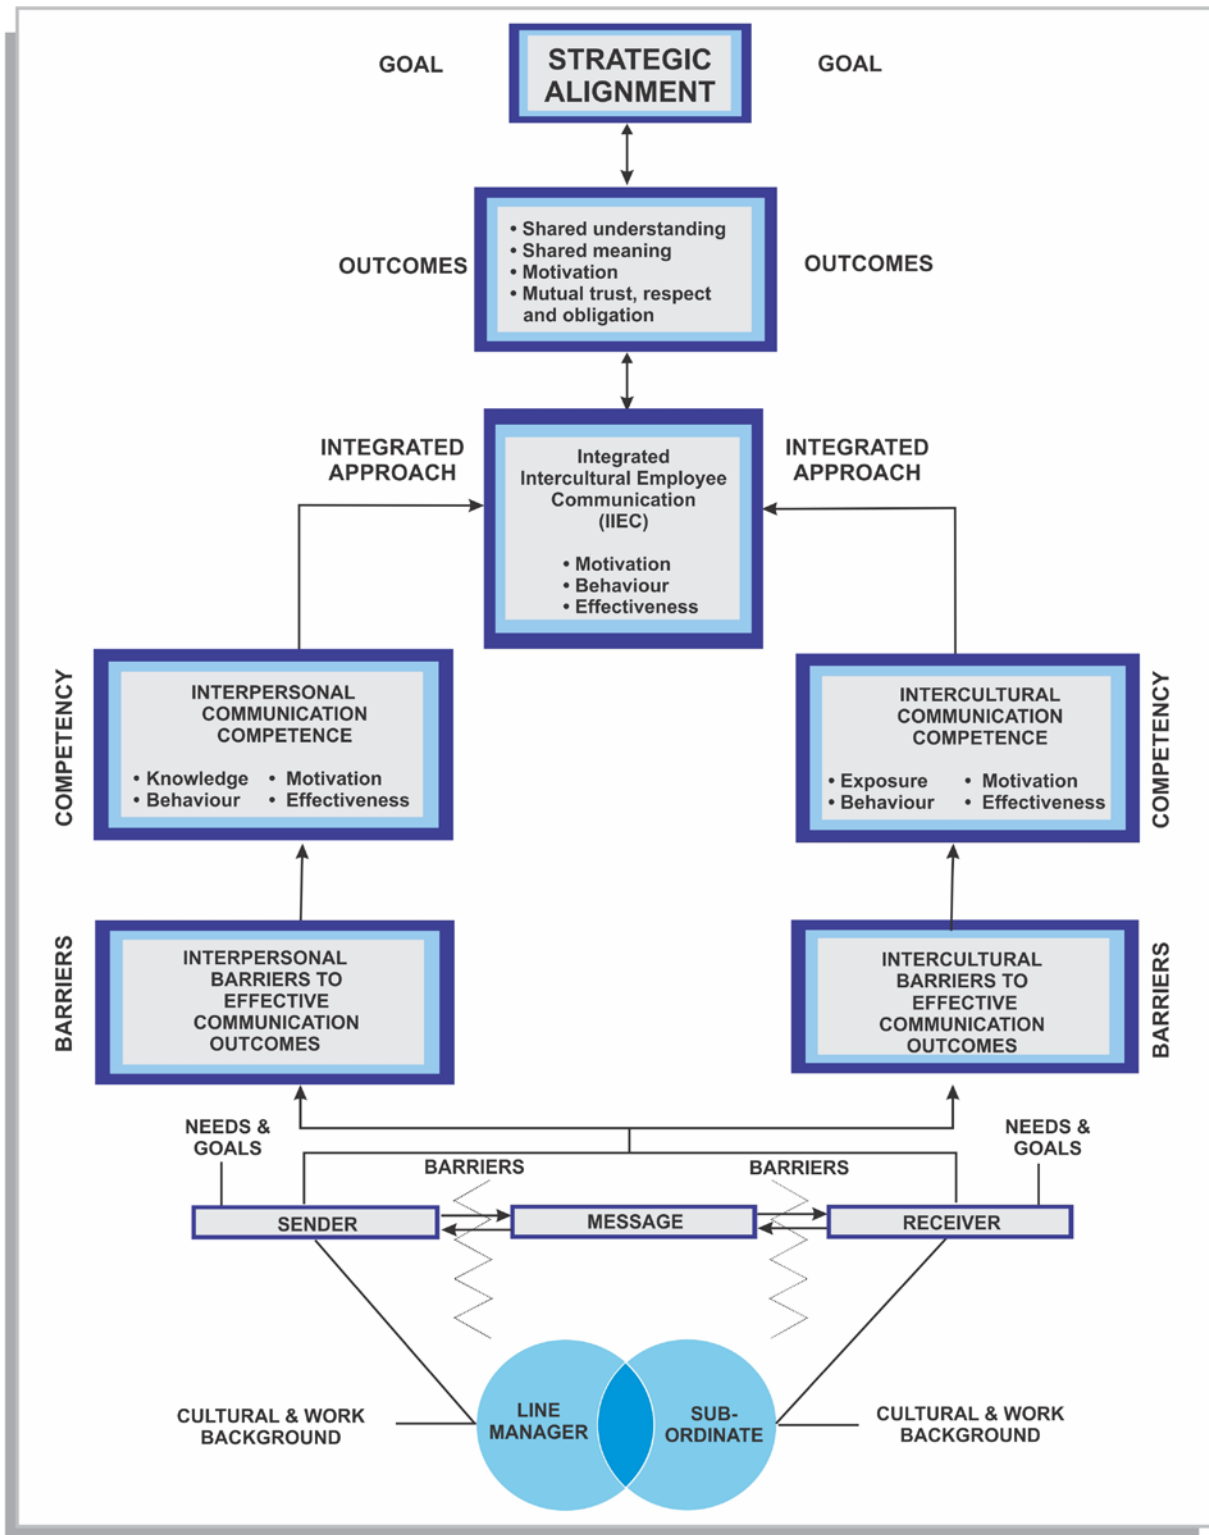 GOAL
STRATEGIC
ALIGNMENT
GOAL
OUTCOMES
• Shared understanding
• Shared meaning
• Motivation
• Mutual trust, respect
and obligation
OUTCOMES
INTEGRATED
APPROACH
Integrated
Intercultural Employee
Communication
(IIEC)
• Motivation
• Behaviour
• Effectiveness
INTEGRATED
APPROACH
COMPETENCY
INTERPERSONAL
COMMUNICATION
COMPETENCE
• Knowledge • Motivation
• Behaviour • Effectiveness
INTERCULTURAL
COMMUNICATION
COMPETENCE
• Exposure • Motivation
• Behaviour • Effectiveness
COMPETENCY
BARRIERS
INTERPERSONAL
BARRIERS TO
EFFECTIVE
COMMUNICATION
OUTCOMES
INTERCULTURAL
BARRIERS TO
EFFECTIVE
COMMUNICATION
OUTCOMES
BARRIERS
NEEDS &
GOALS
BARRIERS
BARRIERS
NEEDS &
GOALS
SENDER
MESSAGE
RECEIVER
CULTURAL & WORK
BACKGROUND
LINE
MANAGER
SUB-
ORDINATE
CULTURAL & WORK
BACKGROUND